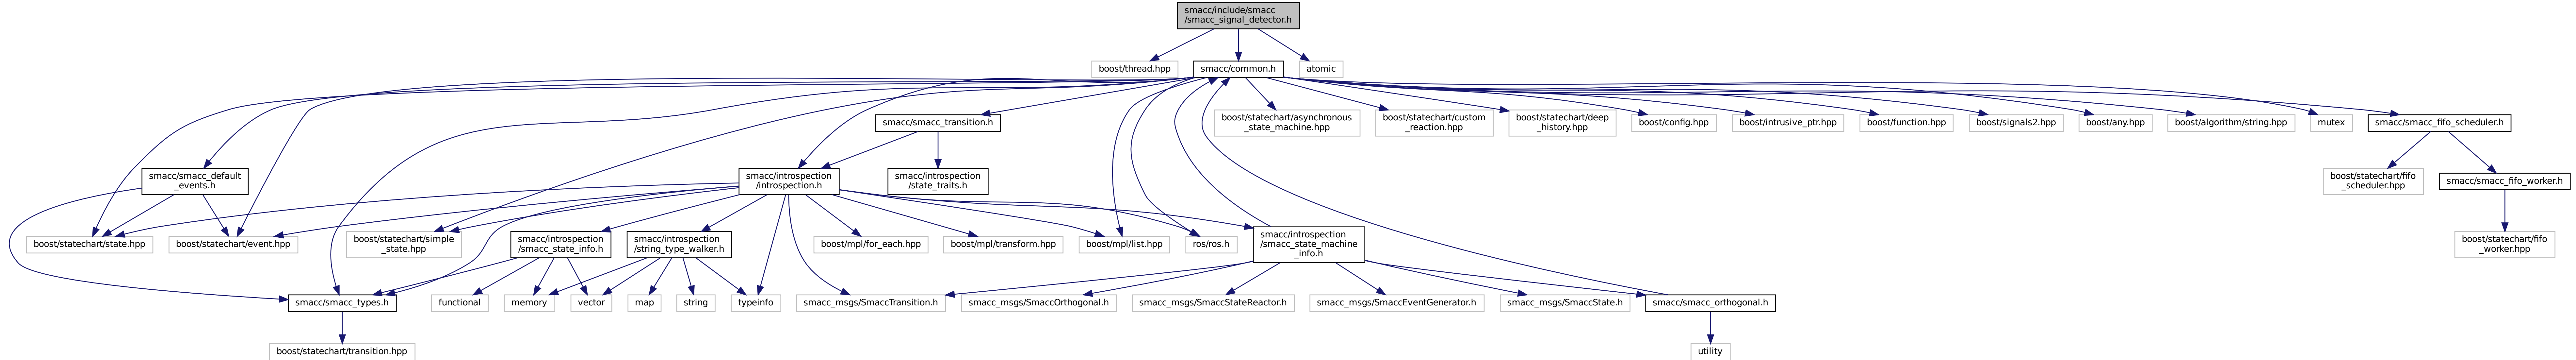 smacc/include/smacc
/smacc_signal_detector.h
boost/thread.hpp
smacc/common.h
atomic
smacc/smacc_transition.h
boost/statechart/asynchronous
_state_machine.hpp
boost/statechart/custom
_reaction.hpp
boost/statechart/deep
_history.hpp
boost/config.hpp
boost/intrusive_ptr.hpp
boost/function.hpp
boost/signals2.hpp
boost/any.hpp
boost/algorithm/string.hpp
mutex
smacc/smacc_fifo_scheduler.h
smacc/smacc_default
_events.h
smacc/introspection
/introspection.h
smacc/introspection
/state_traits.h
boost/statechart/fifo
_scheduler.hpp
smacc/smacc_fifo_worker.h
boost/statechart/state.hpp
boost/statechart/event.hpp
boost/statechart/simple
_state.hpp
smacc/introspection
/smacc_state_info.h
smacc/introspection
/string_type_walker.h
boost/mpl/for_each.hpp
boost/mpl/transform.hpp
boost/mpl/list.hpp
ros/ros.h
smacc/introspection
/smacc_state_machine
_info.h
boost/statechart/fifo
_worker.hpp
smacc/smacc_types.h
functional
memory
vector
map
string
typeinfo
smacc_msgs/SmaccTransition.h
smacc_msgs/SmaccOrthogonal.h
smacc_msgs/SmaccStateReactor.h
smacc_msgs/SmaccEventGenerator.h
smacc_msgs/SmaccState.h
smacc/smacc_orthogonal.h
boost/statechart/transition.hpp
utility